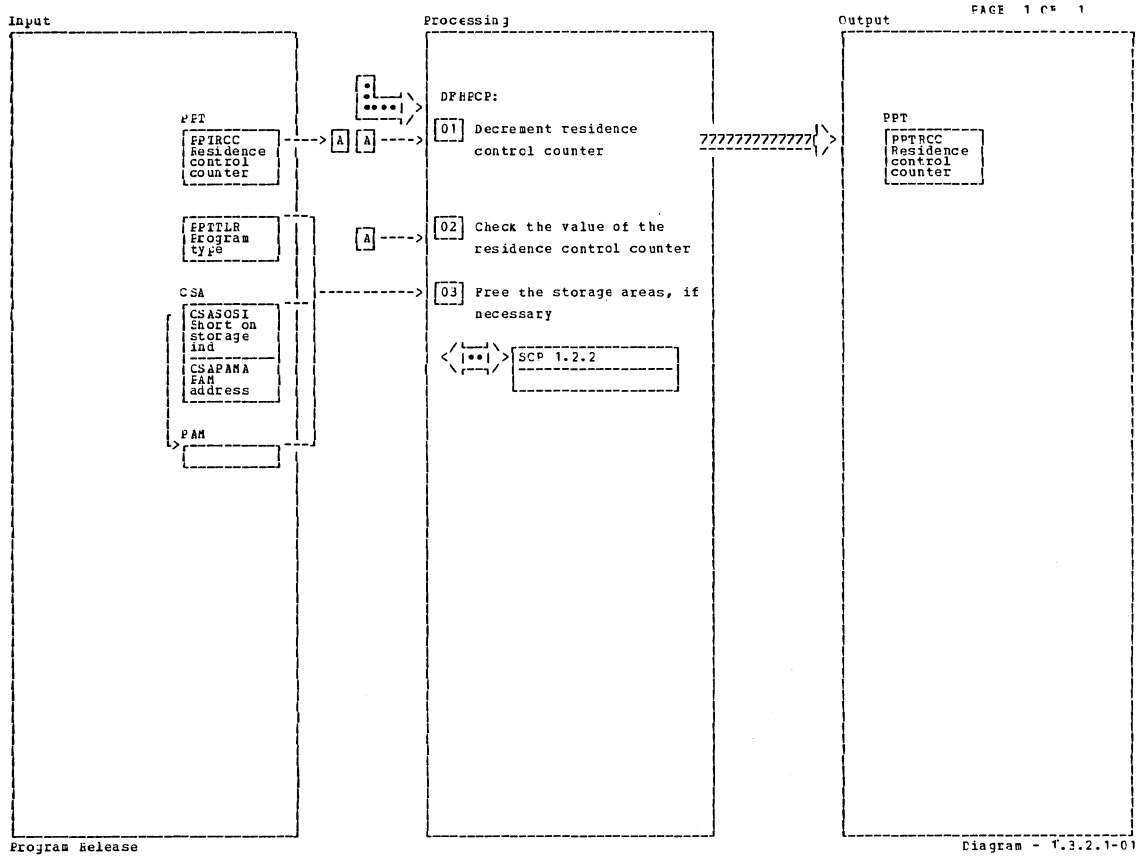 PAGE 1 OF 1
Input
Processing
Output
DFHPCP:
PPT
PPTRCC
Residence
control
counter
A
A
01 Decrement residence
control counter
7777777777777
PPT
PPTRCC
Residence
control
counter
PPTTLR
Program
type
A
02 Check the value of the
residence control counter
CSA
CSASOSI
Short on
storage
ind
CSAPAMA
PAM
address
03 Free the storage areas, if
necessary
SCP 1.2.2
PAM
Program Release
Diagram - 1.3.2.1-01